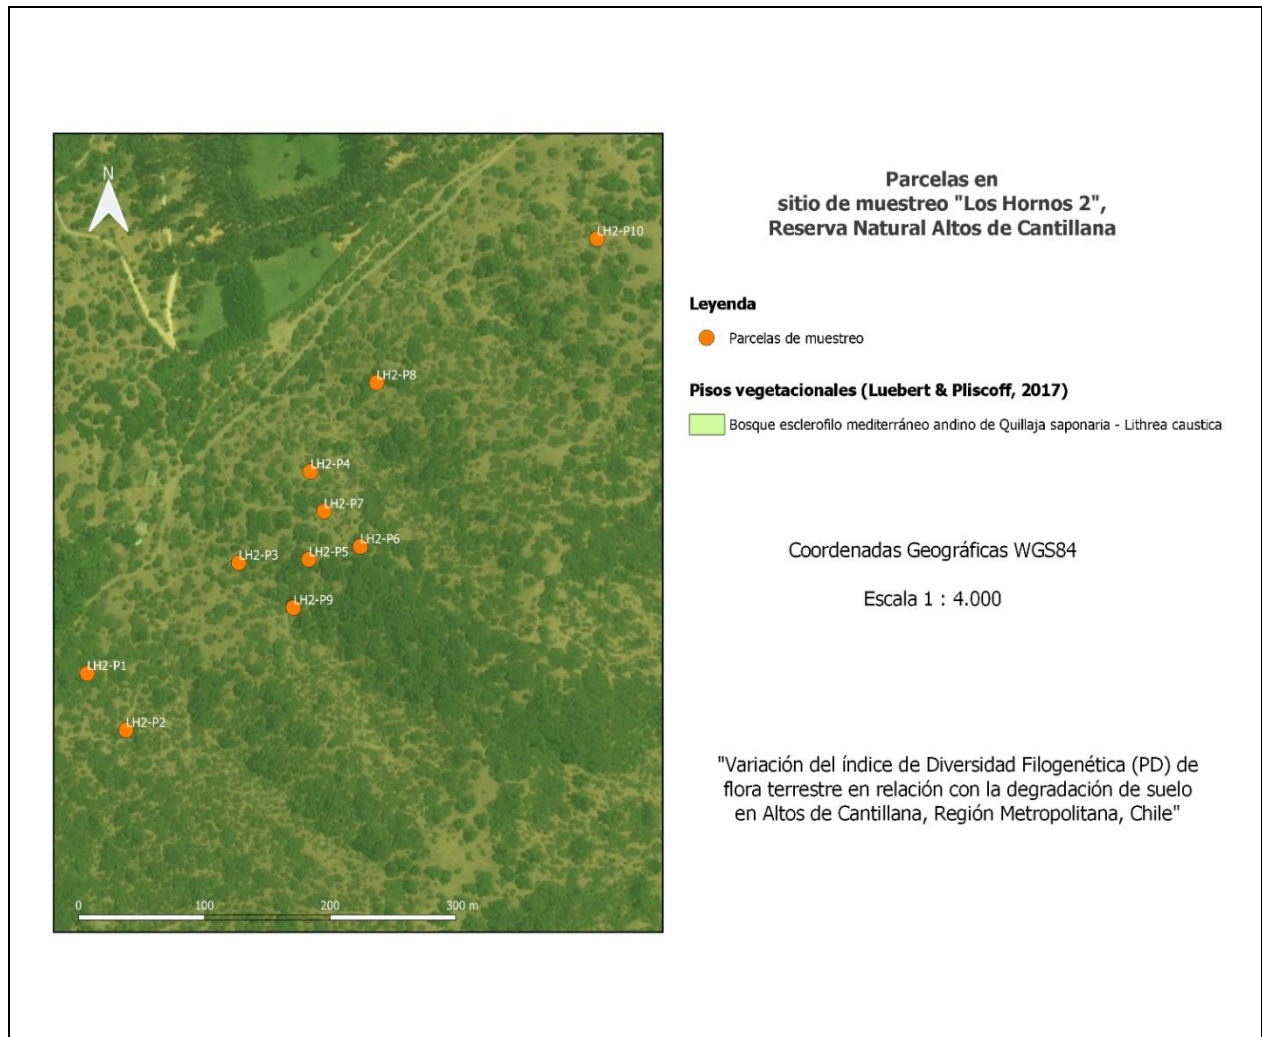 N
LH2-P10
LH2-P8
LH2-P4
LH2-P7
LH2-P6
LH2-P5
LH2-P3
LH2-P9
LH2-P1
LH2-P2
0 100 200 300 m
Parcelas en
sitio de muestreo "Los Hornos 2",
Reserva Natural Altos de Cantillana
Leyenda
Parcelas de muestreo
Pisos vegetacionales (Luebert & Pliscoff, 2017)
Bosque esclerofilo mediterráneo andino de Quillaja saponaria - Lithrea caustica
Coordenadas Geográficas WGS84
Escala 1 : 4.000
"Variación del índice de Diversidad Filogenética (PD) de
flora terrestre en relación con la degradación de suelo
en Altos de Cantillana, Región Metropolitana, Chile"